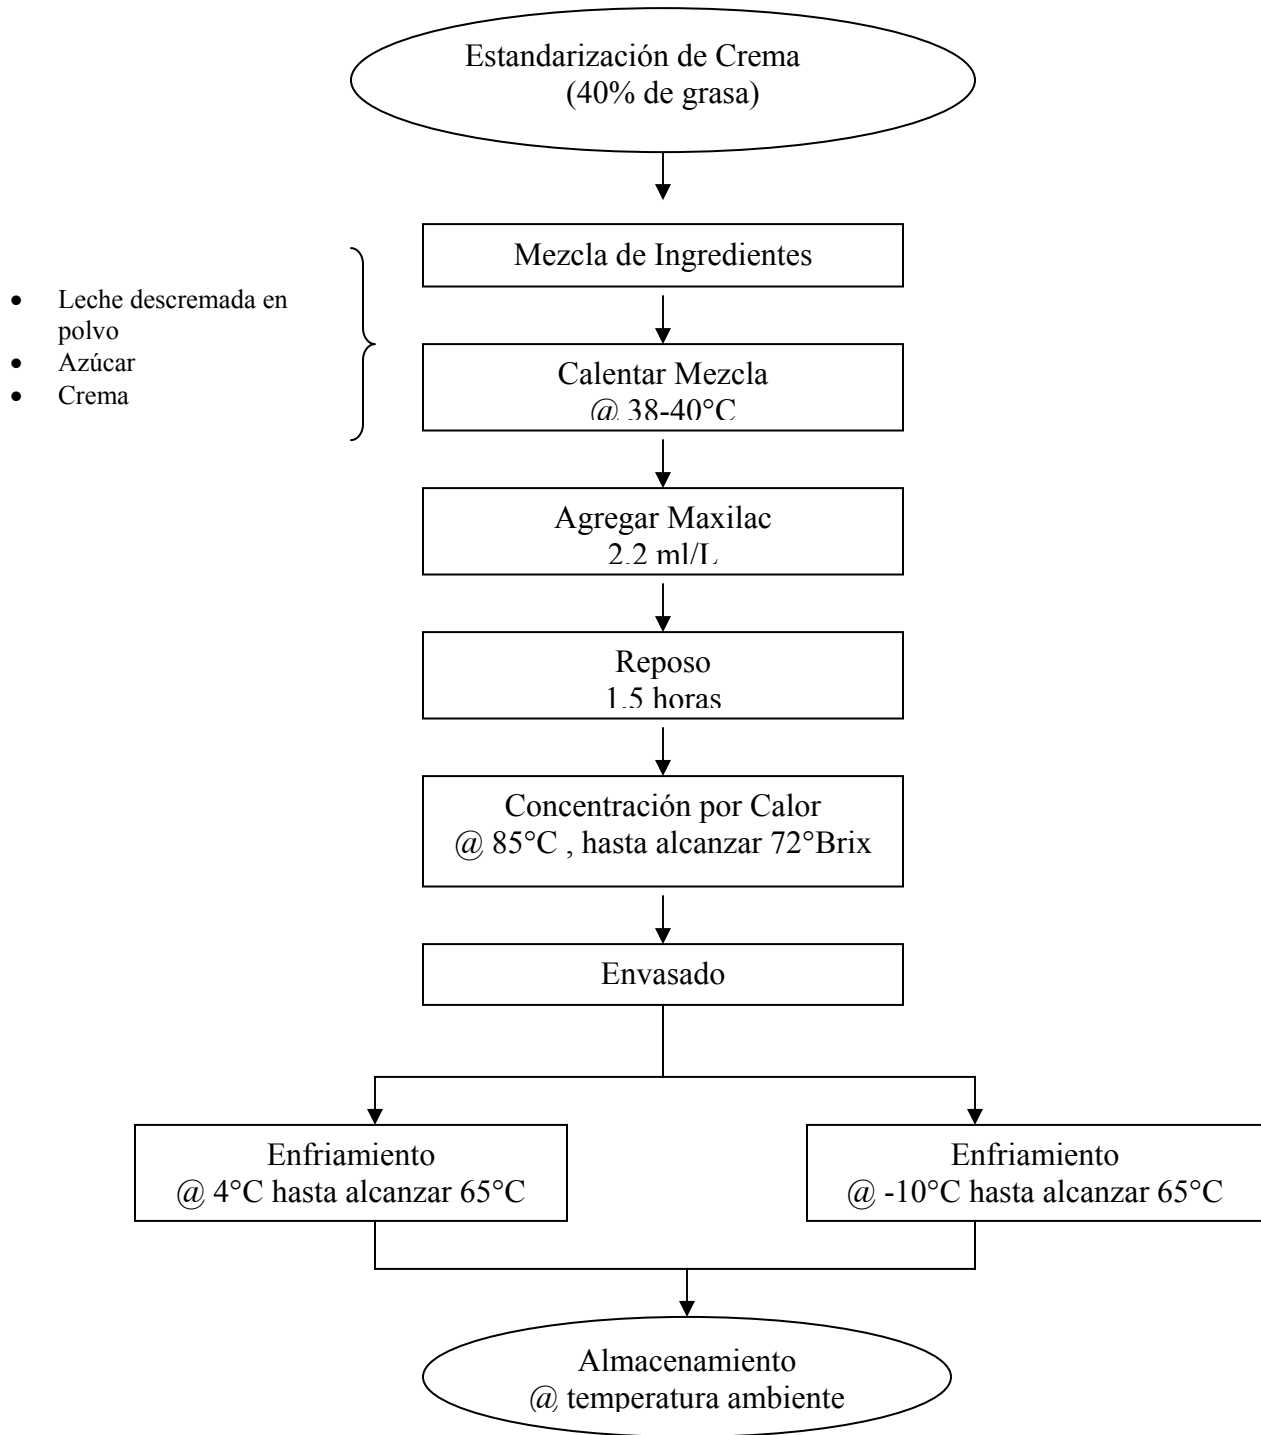 Estandarización de Crema
(40% de grasa)
Mezcla de Ingredientes
• Leche descremada en
polvo
• Azúcar
• Crema
Calentar Mezcla
@ 38-40°C
Agregar Maxilac
2.2 ml/L
Reposo
1.5 horas
Concentración por Calor
@ 85°C , hasta alcanzar 72°Brix
Envasado
Enfriamiento
@ 4°C hasta alcanzar 65°C
Enfriamiento
@ -10°C hasta alcanzar 65°C
Almacenamiento
@ temperatura ambiente